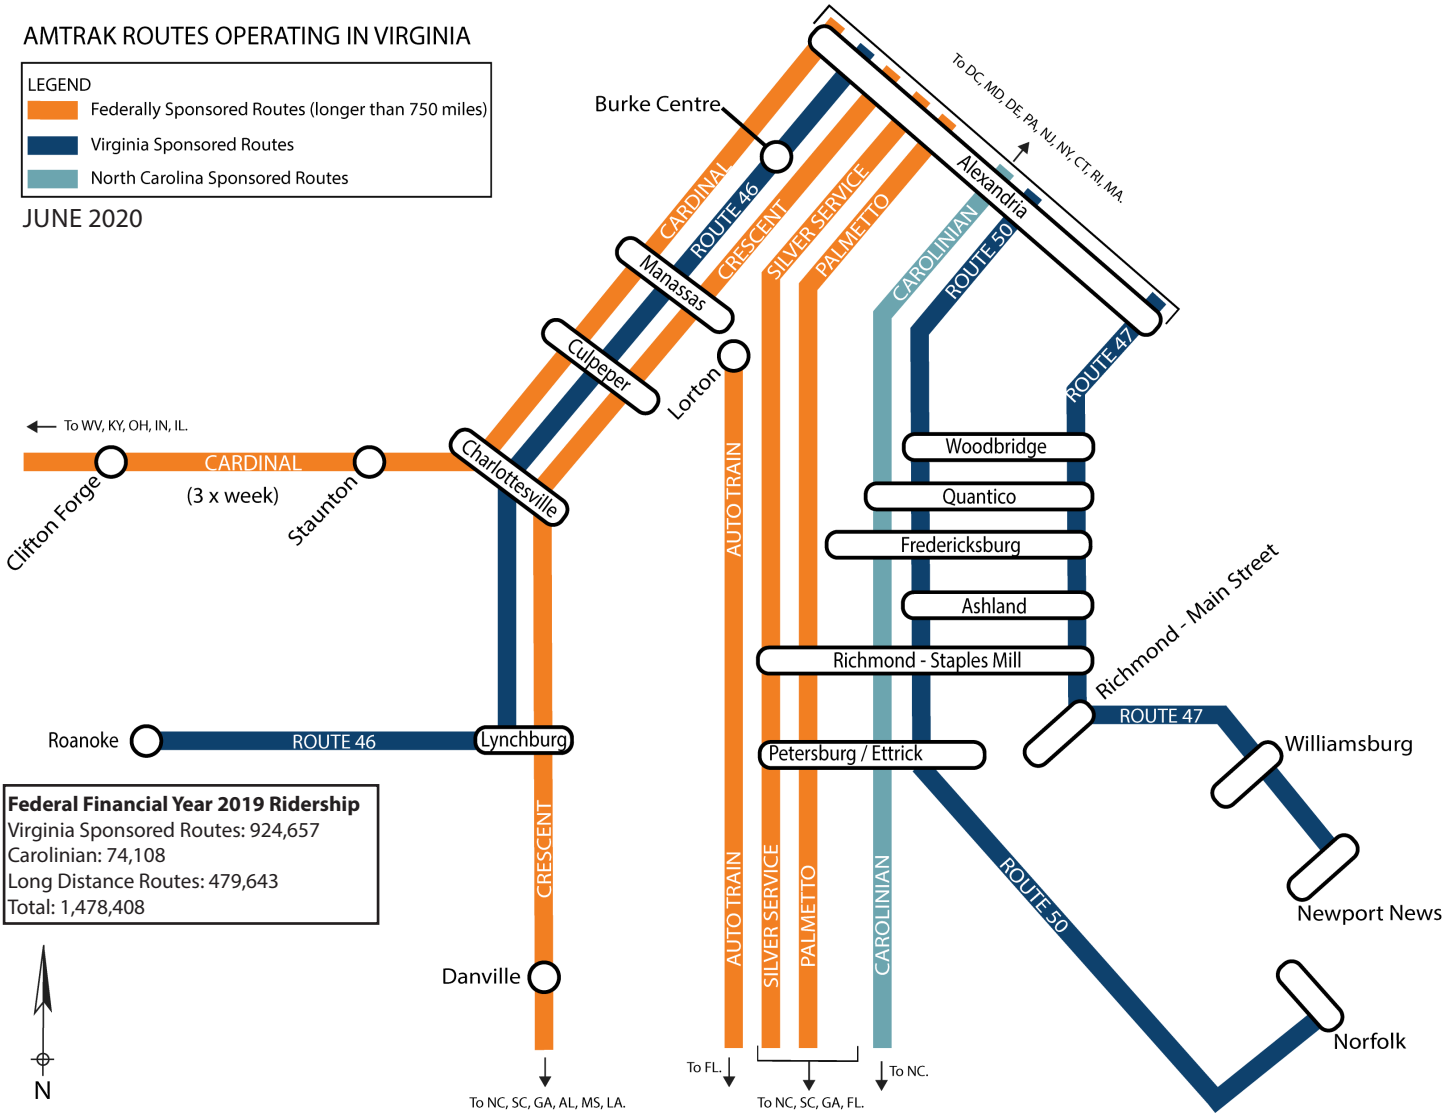 AMTRAK ROUTES OPERATING IN VIRGINIA
LEGEND
Federally Sponsored Routes (longer than 750 miles)
Virginia Sponsored Routes
North Carolina Sponsored Routes
JUNE 2020
Burke Centre
To DC, MD, DE, PA, NJ, NY, CT, RI, MA.
Alexandria
CARDINAL
ROUTE 46
CRESCENT
SILVER SERVICE
PALMETTO
CAROLINIAN
ROUTE 50
ROUTE 47
Manassas
Culpeper
Lorton
Charlottesville
To WV, KY, OH, IN, IL.
CARDINAL
(3 x week)
Clifton Forge
Staunton
AUTO TRAIN
Woodbridge
Quantico
Fredericksburg
Ashland
Richmond - Staples Mill
Richmond - Main Street
ROUTE 47
Williamsburg
Newport News
Petersburg / Ettrick
Roanoke
ROUTE 46
Lynchburg
Federal Financial Year 2019 Ridership
Virginia Sponsored Routes: 924,657
Carolinian: 74,108
Long Distance Routes: 479,643
Total: 1,478,408
CRESCENT
AUTO TRAIN
SILVER SERVICE
PALMETTO
CAROLINIAN
ROUTE 50
Danville
Norfolk
N
To NC, SC, GA, AL, MS, LA.
To FL.
To NC, SC, GA, FL.
To NC.